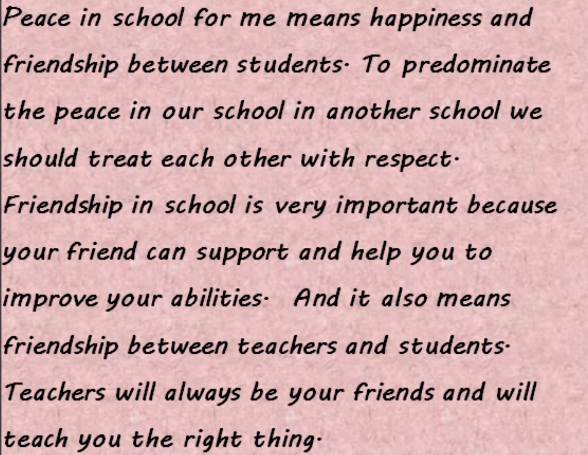 Peace in school for me means happiness and
friendship between students. To predominate
the peace in our school in another school we
should treat each other with respect.
Friendship in school is very important because
your friend can support and help you to
improve your abilities.  And it also means
friendship between teachers and students.
Teachers will always be your friends and will
teach you the right thing.